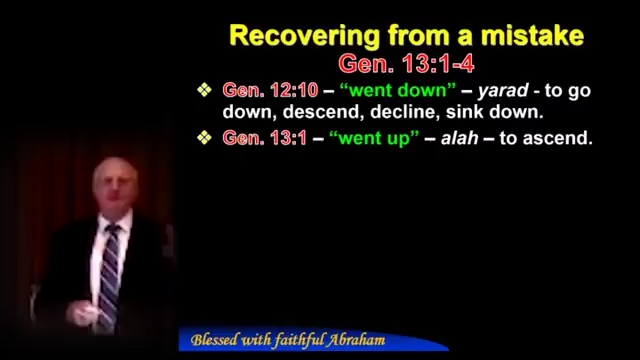 Recovering from a mistake
Gen. 13:1-4
Gen. 12:10 – “went down” – yarad - to go
down, descend, decline, sink down.
Gen. 13:1 – “went up” – alah – to ascend.
Blessed with faithful Abraham